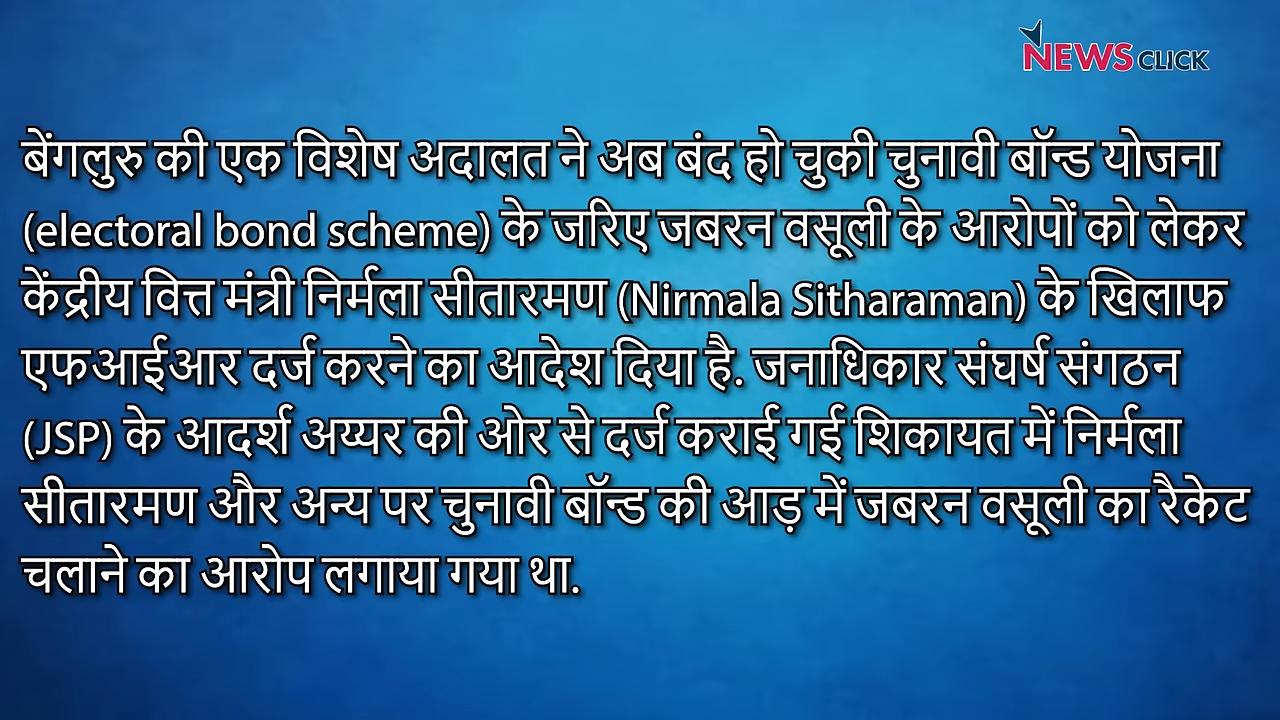 NEWS CLICK
बेंगलुरु की एक विशेष अदालत ने अब बंद हो चुकी चुनावी बॉन्ड योजना
(electoral bond scheme) के जरिए जबरन वसूली के आरोपों को लेकर
केंद्रीय वित्त मंत्री निर्मला सीतारमण (Nirmala Sitharaman) के खिलाफ
एफआईआर दर्ज करने का आदेश दिया है. जनाधिकार संघर्ष संगठन
(JSP) के आदर्श अय्यर की ओर से दर्ज कराई गई शिकायत में निर्मला
सीतारमण और अन्य पर चुनावी बॉन्ड की आड़ में जबरन वसूली का रैकेट
चलाने का आरोप लगाया गया था.